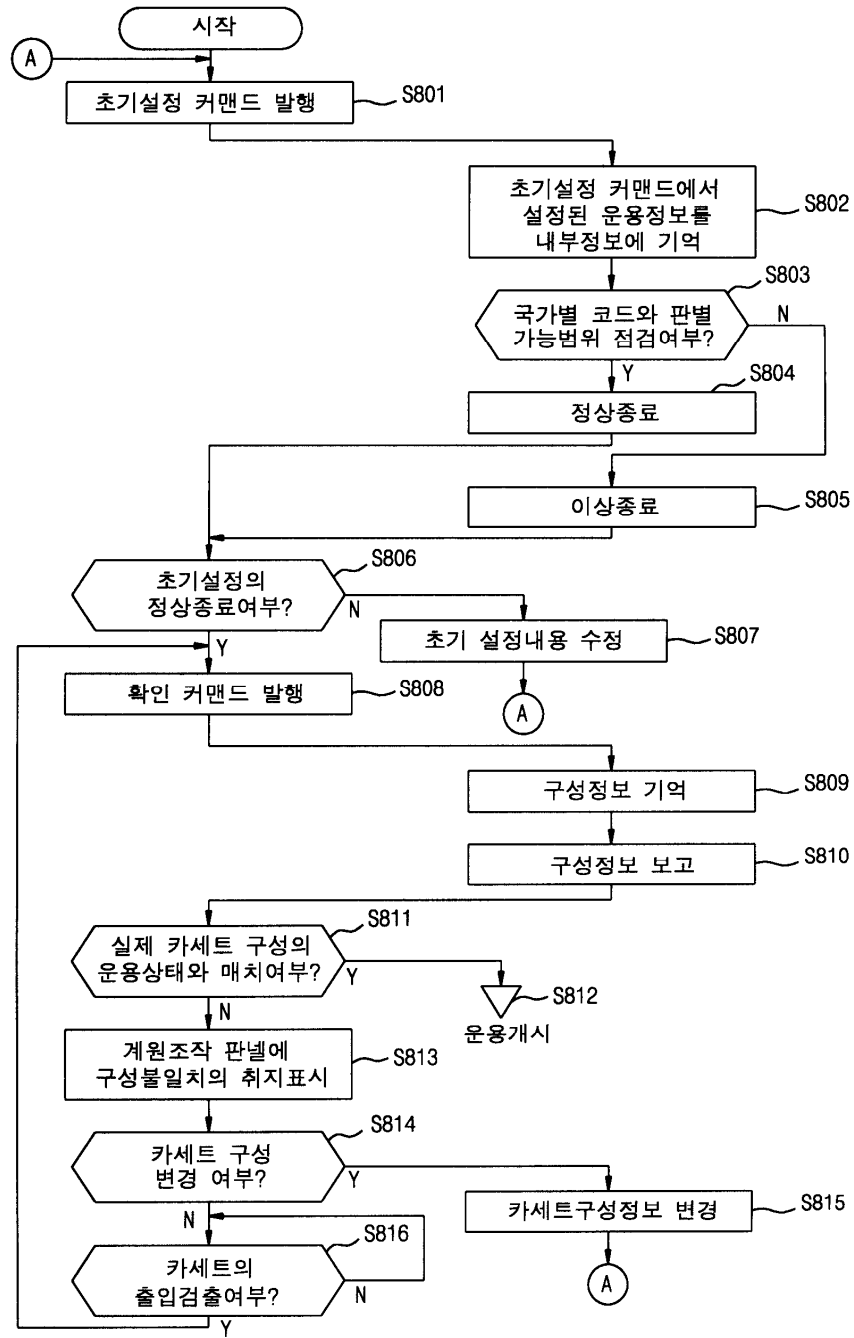 시작
A
초기설정 커맨드 발행
S801
초기설정 커맨드에서
설정된 운용정보를
내부정보에 기억
S802
S803
국가별 코드와 판별
가능범위 점검여부?
N
Y
S804
정상종료
이상종료
S805
S806
초기설정의
정상종료여부?
N
Y
초기 설정내용 수정
S807
A
확인 커맨드 발행
S808
구성정보 기억
S809
구성정보 보고
S810
S811
실제 카세트 구성의
운용상태와 매치여부?
Y
N
S812
운용개시
계원조작 판넬에
구성불일치의 취지표시
S813
S814
카세트 구성
변경 여부?
Y
N
카세트구성정보 변경
S815
A
S816
카세트의
출입검출여부?
N
Y